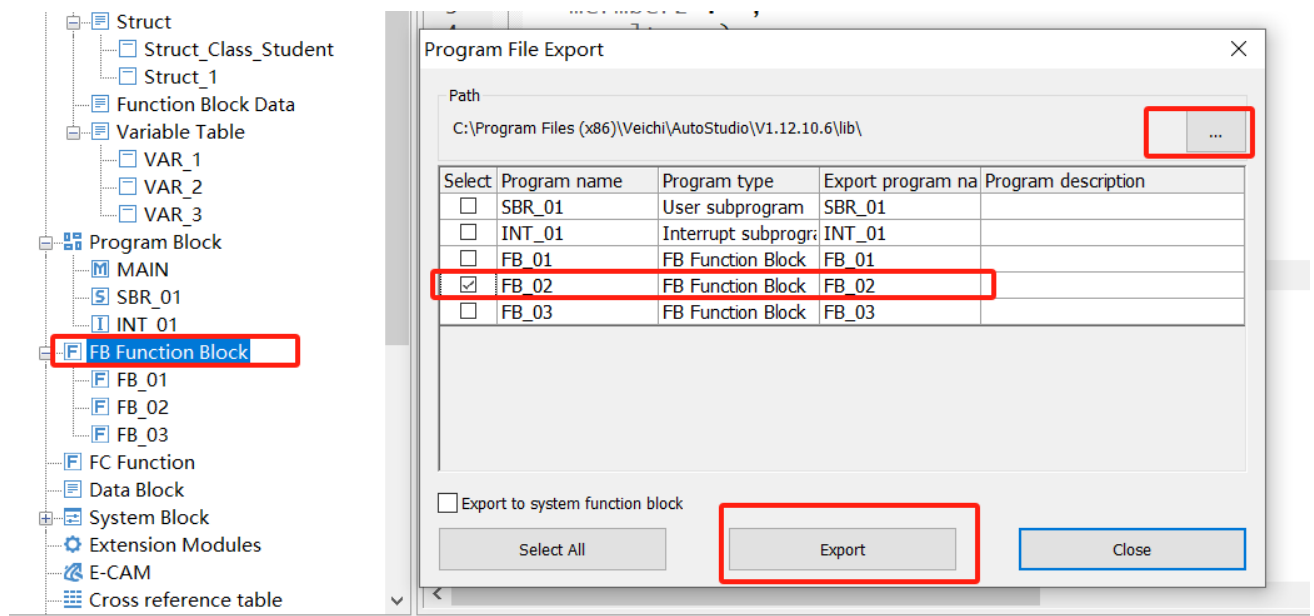 Struct
Struct_Class_Student
Struct_1
Function Block Data
Variable Table
VAR_1
VAR_2
VAR_3
Program Block
MAIN
SBR_01
INT_01
FB Function Block
FB_01
FB_02
FB_03
FC Function
Data Block
System Block
Extension Modules
E-CAM
Cross reference table
Program File Export
Path
C:\Program Files (x86)\Veichi\AutoStudio\V1.12.10.6\lib\
...
Select Program name Program type Export program na Program description
SBR_01 User subprogram SBR_01
INT_01 Interrupt subprogra INT_01
FB_01 FB Function Block FB_01
FB_02 FB Function Block FB_02
FB_03 FB Function Block FB_03
Export to system function block
Select All Export Close